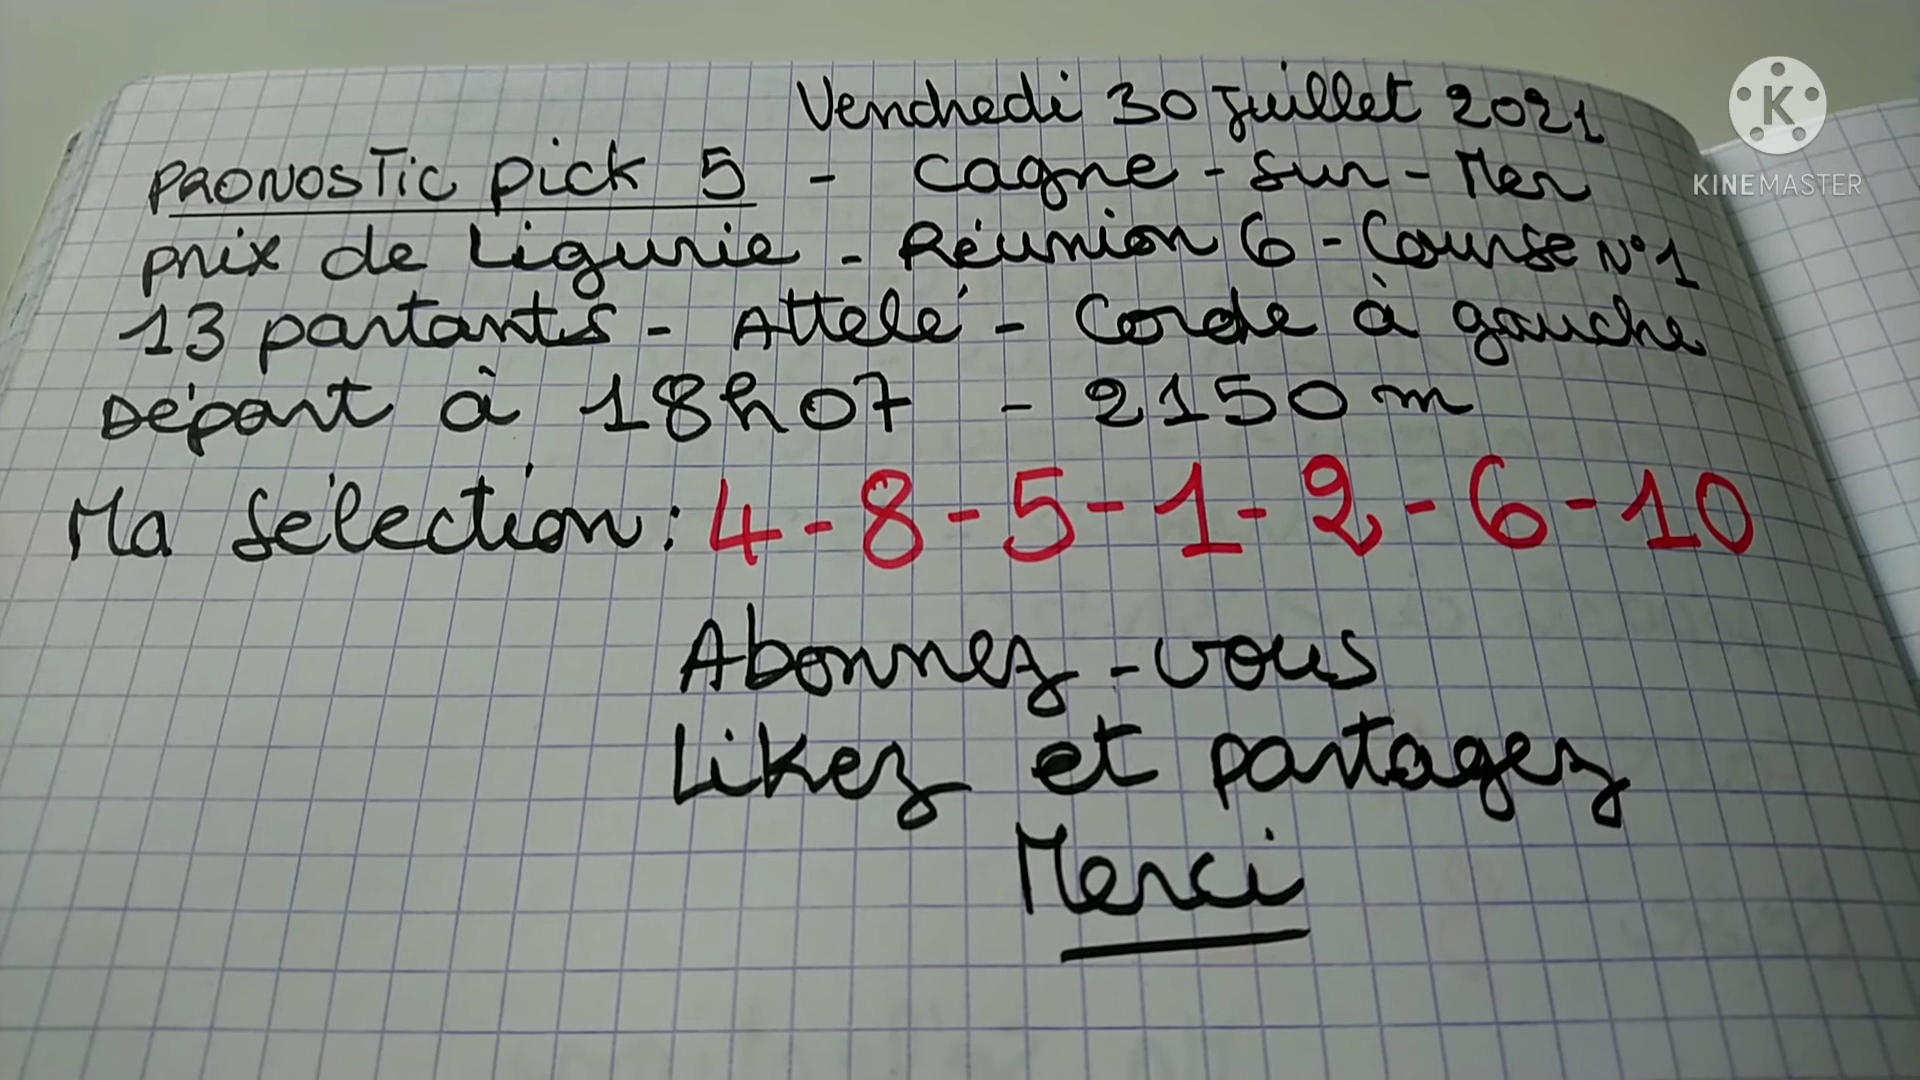 Vendredi 30 juillet 2021
PRONOSTIC pick 5 - Cagne-sur-Mer
prix de Ligurie - Réunion 6 - Course N°1
13 partants - Attelé - Corde à gauche
Départ à 18h07 - 2150m
Ma sélection : 4-8-5-1-2-6-10
Abonnez-vous
Likez et partagez
Merci
K
KINEMASTER